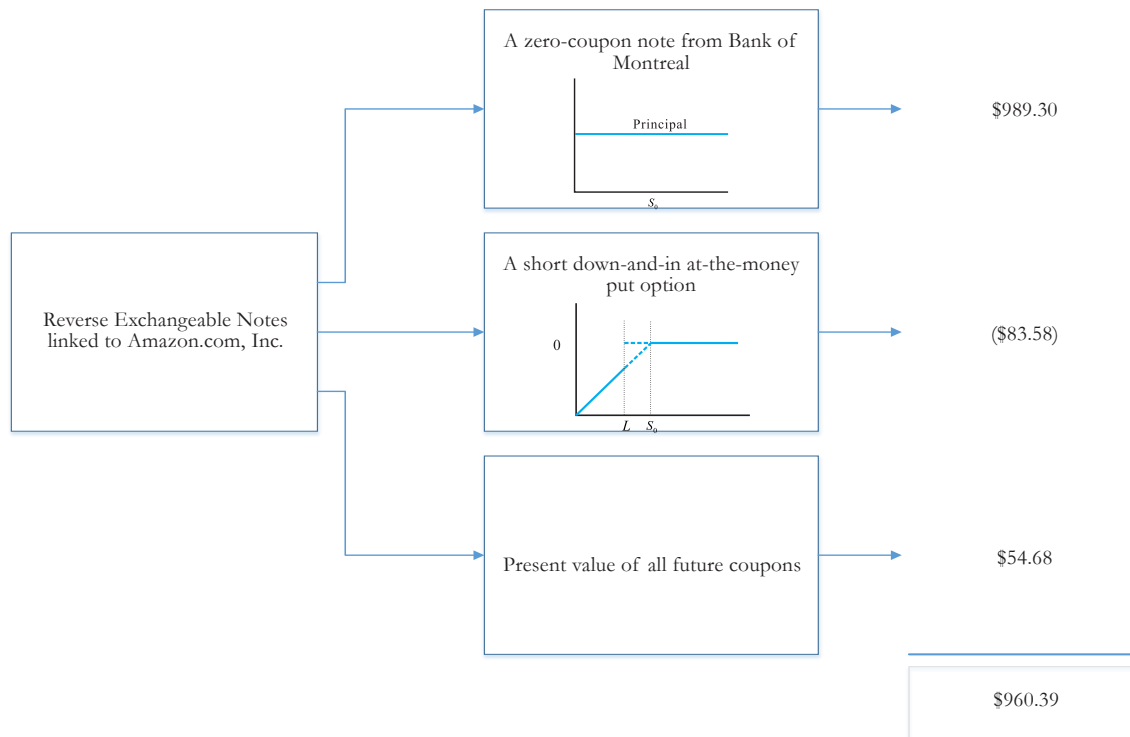 A zero-coupon note from Bank of
Montreal
Principal
S₀
$989.30
Reverse Exchangeable Notes
linked to Amazon.com, Inc.
A short down-and-in at-the-money
put option
0
L S₀
($83.58)
Present value of all future coupons
$54.68
$960.39